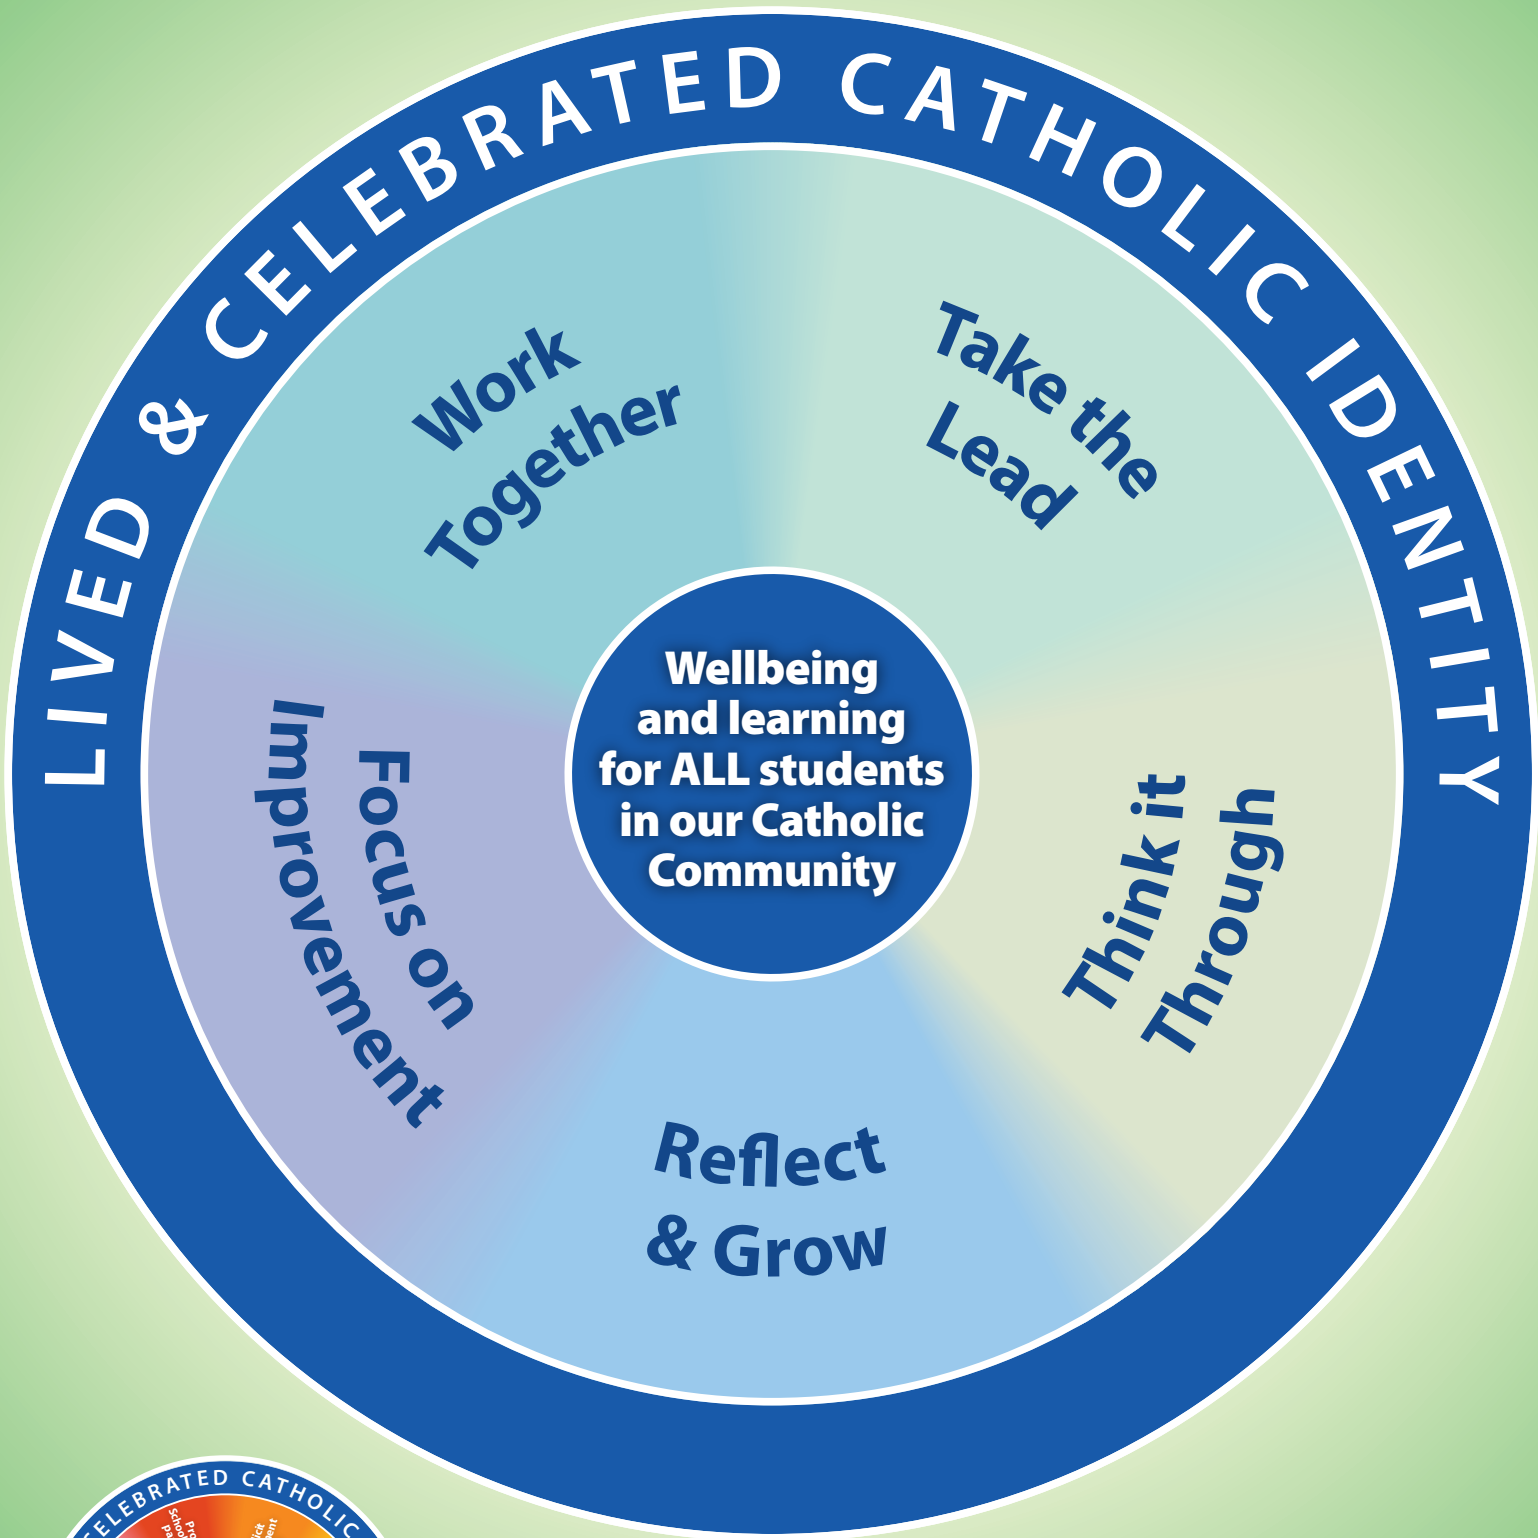 LIVED & CELEBRATED CATHOLIC IDENTITY
Work
Together
Take the
Lead
Think it
Through
Reflect
& Grow
Focus on
Improvement
Wellbeing
and learning
for ALL students
in our Catholic
Community
CATHOLIC